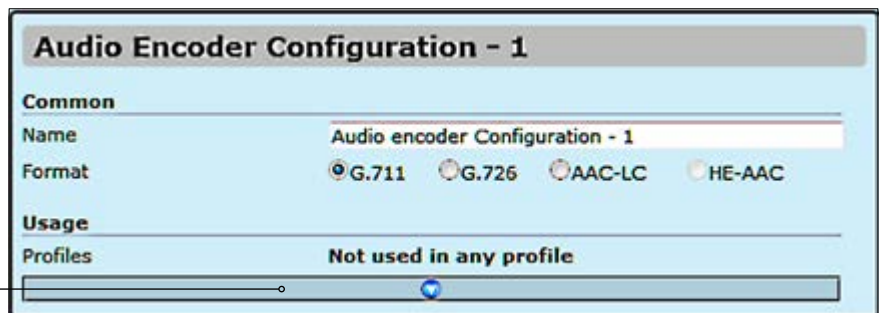 Audio Encoder Configuration - 1
Common
Name Audio encoder Configuration - 1
Format G.711 G.726 AAC-LC HE-AAC
Usage
Profiles Not used in any profile